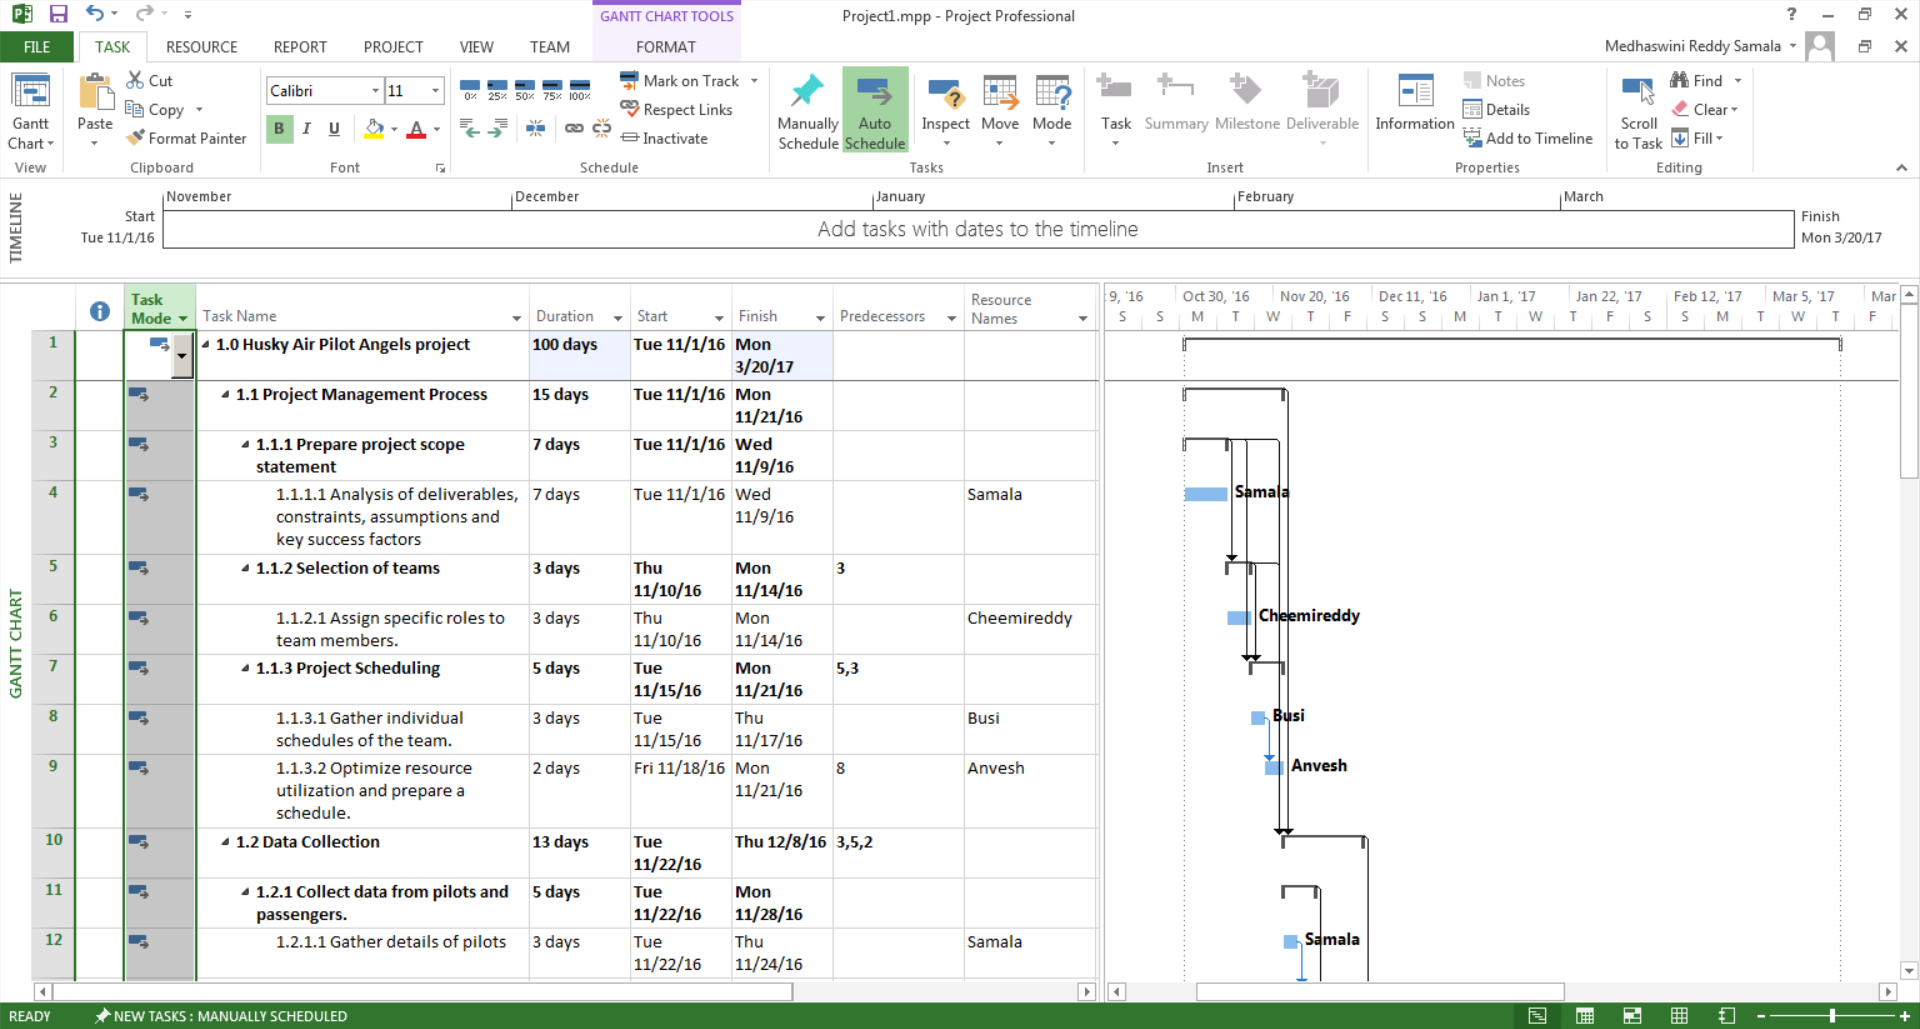 GANTT CHART TOOLS
Project1.mpp - Project Professional
FILE TASK RESOURCE REPORT PROJECT VIEW TEAM FORMAT
Medhaswini Reddy Samala
Gantt Chart
View
Paste
Cut
Copy
Format Painter
Clipboard
Calibri 11
B I U
Font
0% 25% 50% 75% 100%
Mark on Track
Respect Links
Inactivate
Schedule
Manually Schedule
Auto Schedule
Inspect
Move
Mode
Tasks
Task
Summary
Milestone
Deliverable
Insert
Information
Notes
Details
Add to Timeline
Properties
Scroll to Task
Find
Clear
Fill
Editing
TIMELINE
November December January February March
Start
Tue 11/1/16
Add tasks with dates to the timeline
Finish
Mon 3/20/17
GANTT CHART
Task Mode Task Name Duration Start Finish Predecessors Resource Names
1 1.0 Husky Air Pilot Angels project 100 days Tue 11/1/16 Mon 3/20/17
2 1.1 Project Management Process 15 days Tue 11/1/16 Mon 11/21/16
3 1.1.1 Prepare project scope statement 7 days Tue 11/1/16 Wed 11/9/16
4 1.1.1.1 Analysis of deliverables, constraints, assumptions and key success factors 7 days Tue 11/1/16 Wed 11/9/16 Samala
5 1.1.2 Selection of teams 3 days Thu 11/10/16 Mon 11/14/16 3
6 1.1.2.1 Assign specific roles to team members. 3 days Thu 11/10/16 Mon 11/14/16 Cheemireddy
7 1.1.3 Project Scheduling 5 days Tue 11/15/16 Mon 11/21/16 5,3
8 1.1.3.1 Gather individual schedules of the team. 3 days Tue 11/15/16 Thu 11/17/16 Busi
9 1.1.3.2 Optimize resource utilization and prepare a schedule. 2 days Fri 11/18/16 Mon 11/21/16 8 Anvesh
10 1.2 Data Collection 13 days Tue 11/22/16 Thu 12/8/16 3,5,2
11 1.2.1 Collect data from pilots and passengers. 5 days Tue 11/22/16 Mon 11/28/16
12 1.2.1.1 Gather details of pilots 3 days Tue 11/22/16 Thu 11/24/16 Samala
9, '16 Oct 30, '16 Nov 20, '16 Dec 11, '16 Jan 1, '17 Jan 22, '17 Feb 12, '17 Mar 5, '17 Mar
S S M T W T F S S M T W T F S S M T W T F
Samala
Cheemireddy
Busi
Anvesh
Samala
READY NEW TASKS : MANUALLY SCHEDULED